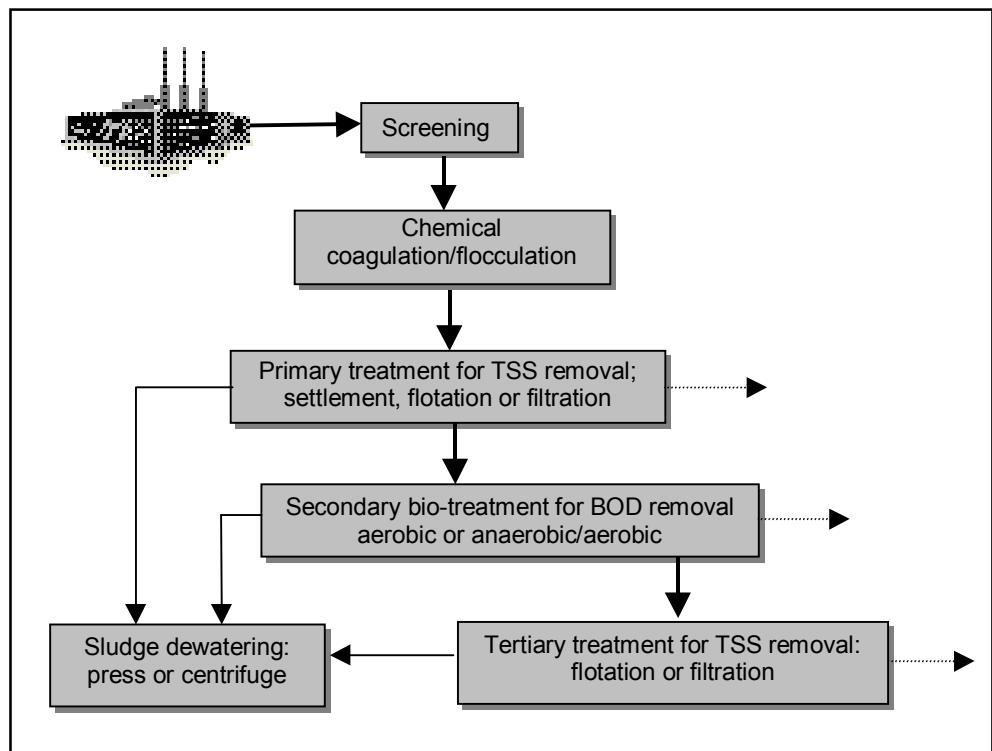 Screening
Chemical
coagulation/flocculation
Primary treatment for TSS removal;
settlement, flotation or filtration
Secondary bio-treatment for BOD removal
aerobic or anaerobic/aerobic
Sludge dewatering:
press or centrifuge
Tertiary treatment for TSS removal:
flotation or filtration